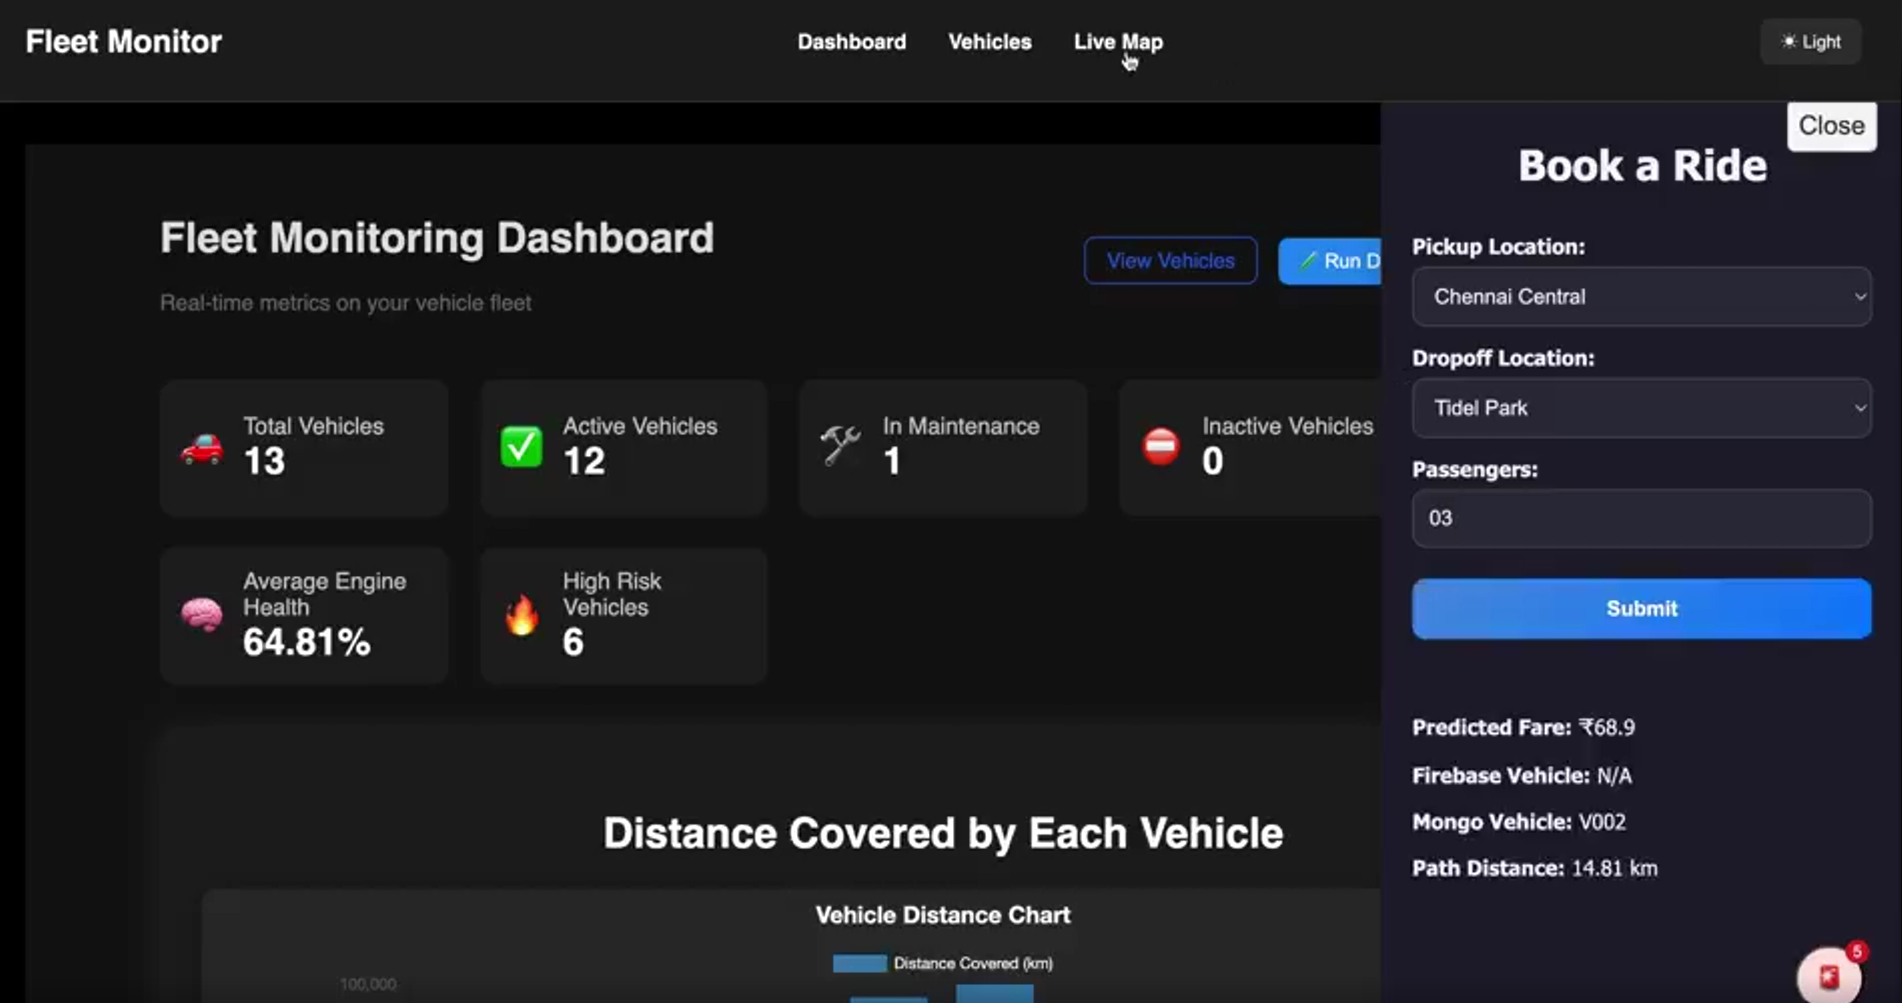 Fleet Monitor
Dashboard
Vehicles
Live Map
Light
Close
Fleet Monitoring Dashboard
Real-time metrics on your vehicle fleet
View Vehicles
Run D
Total Vehicles
13
Active Vehicles
12
In Maintenance
1
Inactive Vehicles
0
Average Engine
Health
64.81%
High Risk
Vehicles
6
Distance Covered by Each Vehicle
Vehicle Distance Chart
Distance Covered (km)
100,000
Book a Ride
Pickup Location:
Chennai Central
Dropoff Location:
Tidel Park
Passengers:
03
Submit
Predicted Fare: ₹68.9
Firebase Vehicle: N/A
Mongo Vehicle: V002
Path Distance: 14.81 km
5